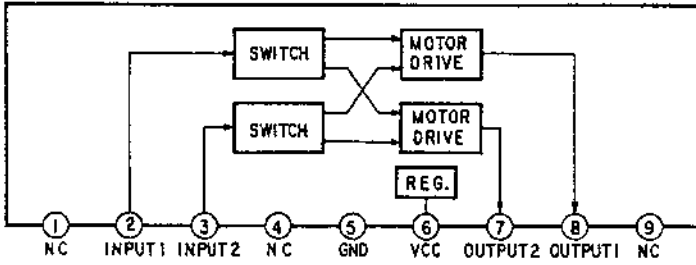 SWITCH
MOTOR
DRIVE
SWITCH
MOTOR
DRIVE
REG.
1 2 3 4 5 6 7 8 9
NC INPUT1 INPUT2 NC GND VCC OUTPUT2 OUTPUT1 NC